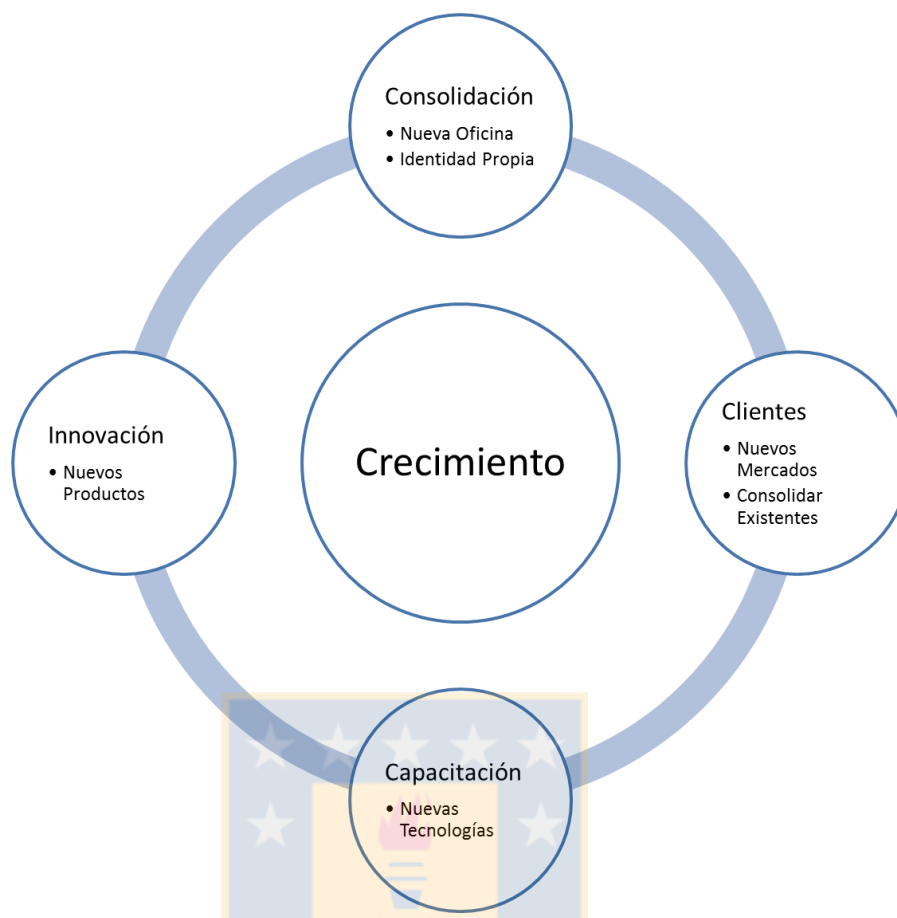 Consolidación
• Nueva Oficina
• Identidad Propia
Clientes
• Nuevos
Mercados
• Consolidar
Existentes
Capacitación
• Nuevas
Tecnologías
Innovación
• Nuevos
Productos
Crecimiento